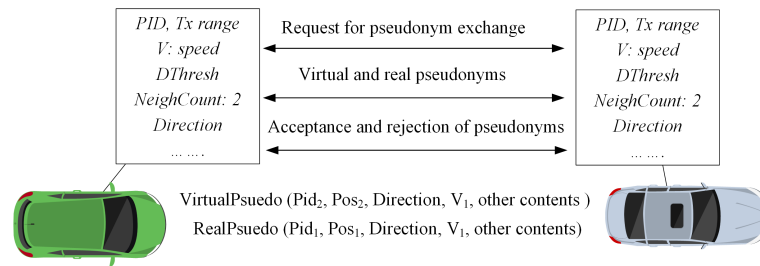 PID, Tx range
V: speed
DThresh
NeighCount: 2
Direction
... ... .
Request for pseudonym exchange
Virtual and real pseudonyms
Acceptance and rejection of pseudonyms
PID, Tx range
V: speed
DThresh
NeighCount: 2
Direction
... ... .
VirtualPsuedo (Pid₂, Pos₂, Direction, V₁, other contents )
RealPsuedo (Pid₁, Pos₁, Direction, V₁, other contents)